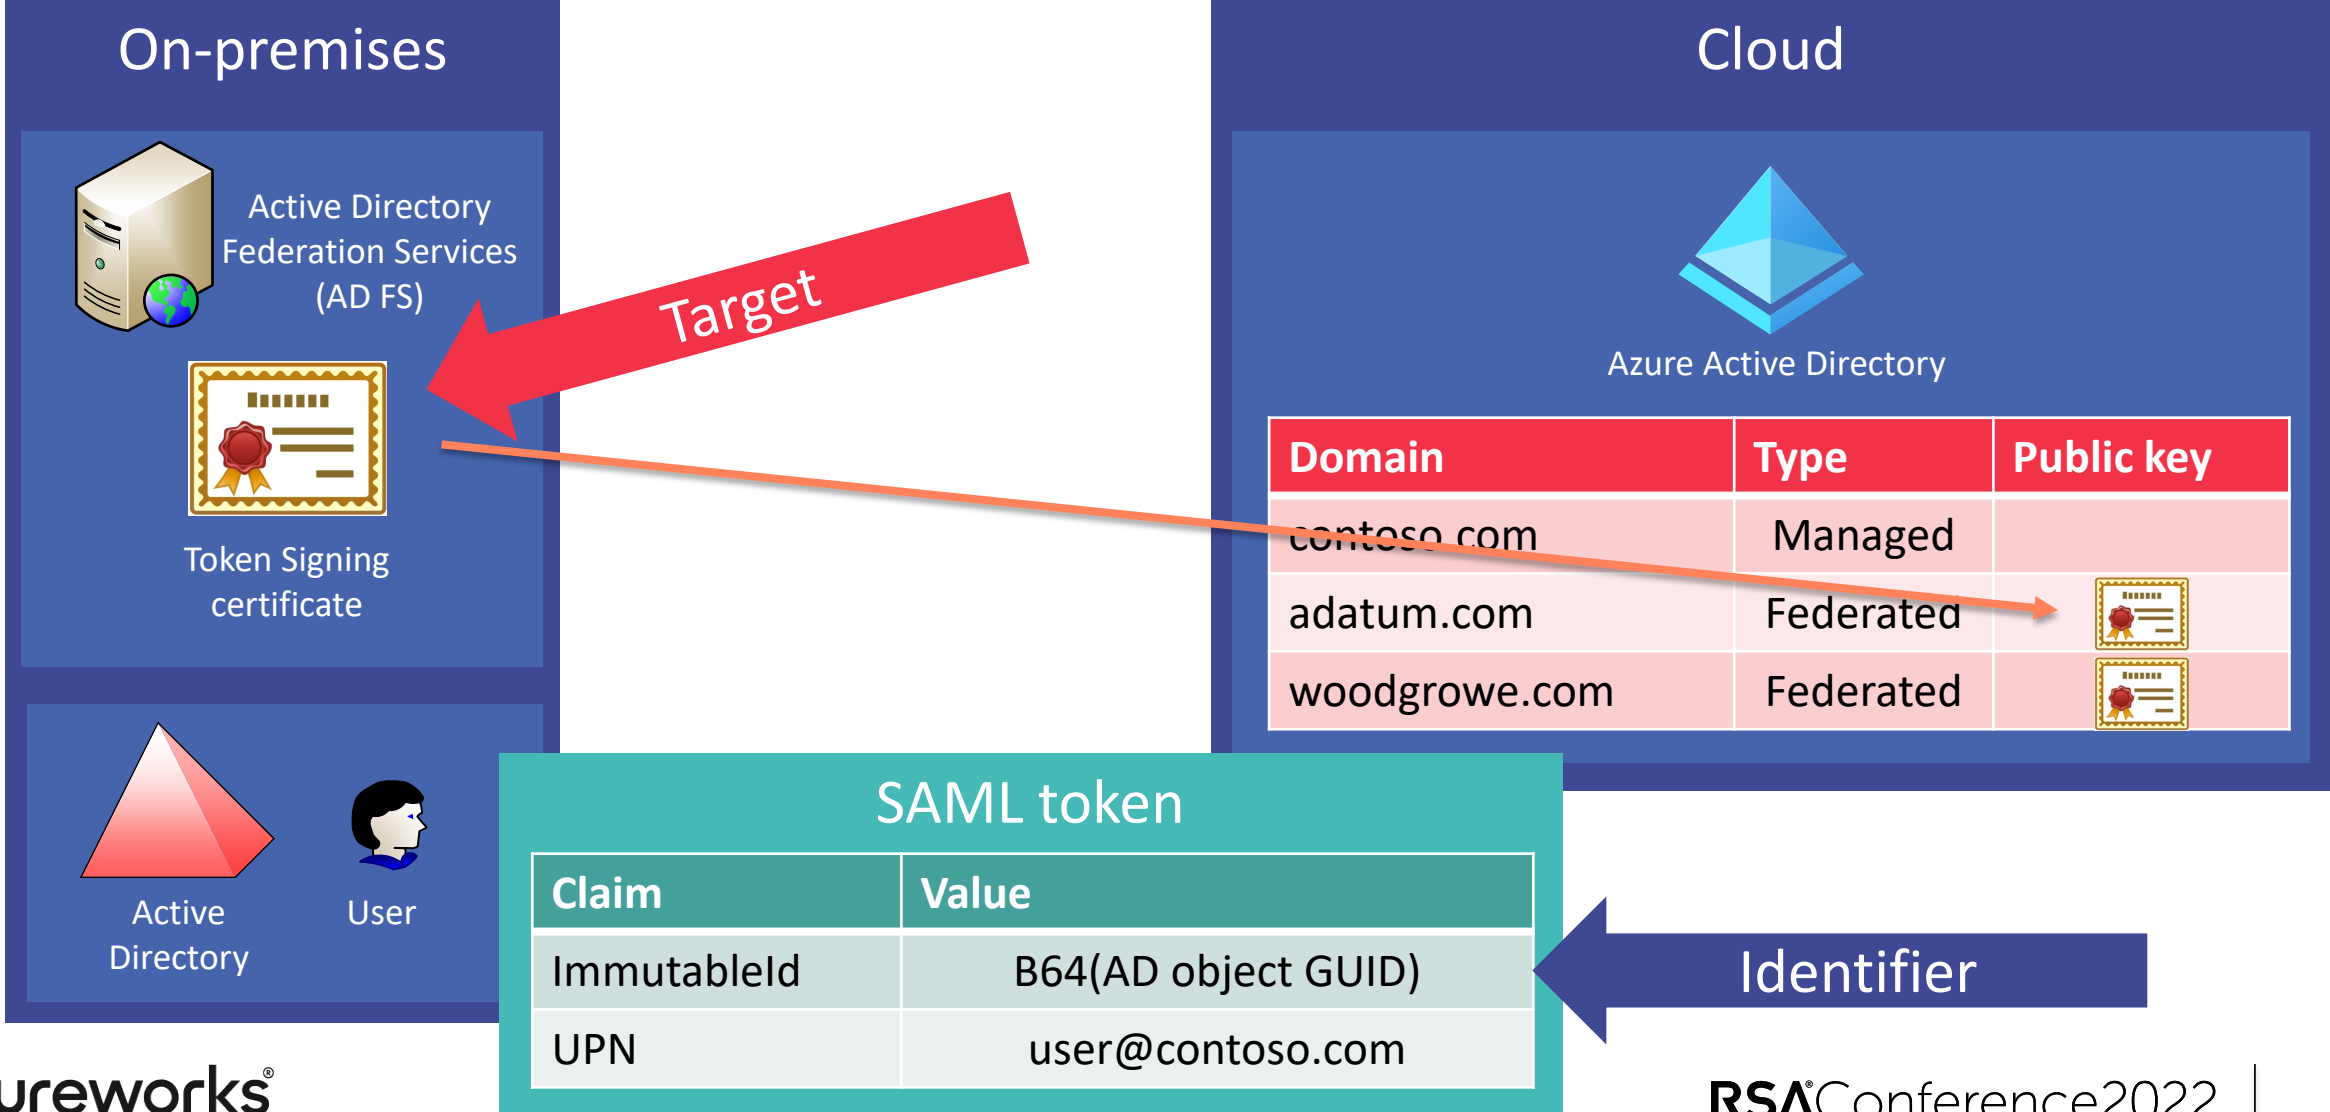 On-premises
Active Directory
Federation Services
(AD FS)
Token Signing
certificate
Active
Directory
User
Target
Cloud
Azure Active Directory
Domain Type Public key
contoso.com Managed
adatum.com Federated
woodgrowe.com Federated
SAML token
Claim Value
ImmutableId B64(AD object GUID)
UPN user@contoso.com
Identifier
ureworks®
RSA®Conference2022